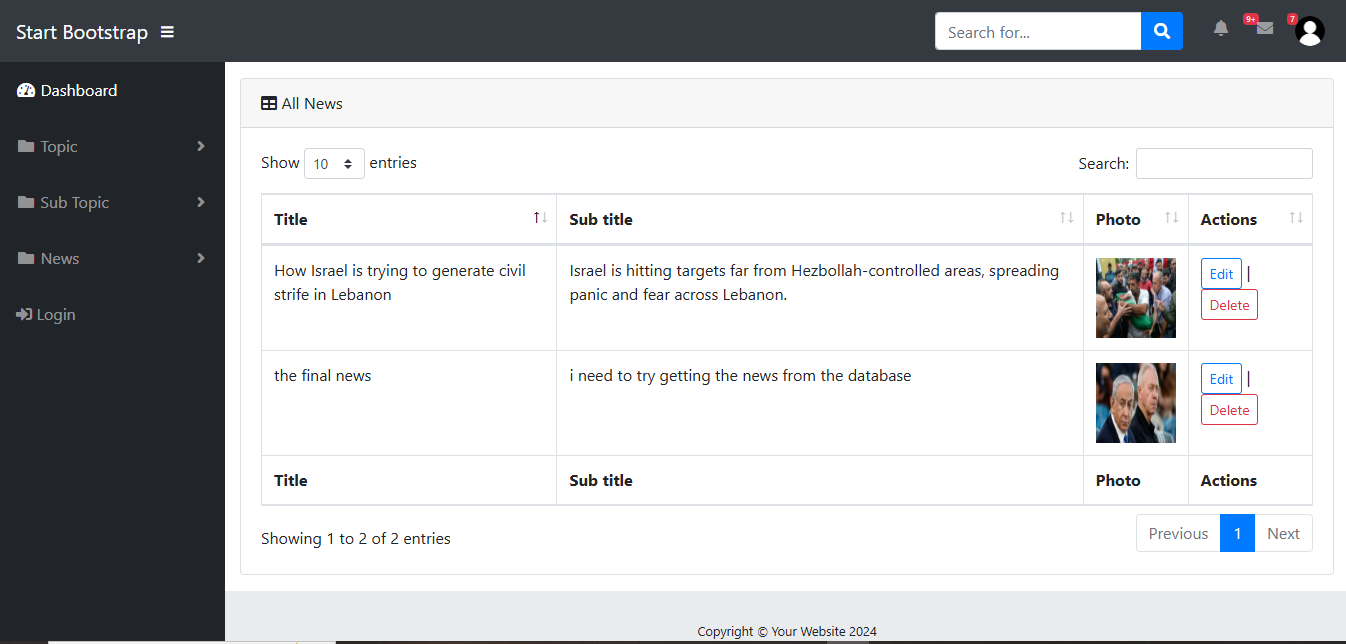 Start Bootstrap
Search for...
9+
7
Dashboard
Topic
Sub Topic
News
Login
All News
Show 10 entries
Search:
Title Sub title Photo Actions
How Israel is trying to generate civil
strife in Lebanon
Israel is hitting targets far from Hezbollah-controlled areas, spreading
panic and fear across Lebanon.
Edit |
Delete
the final news
i need to try getting the news from the database
Edit |
Delete
Title Sub title Photo Actions
Showing 1 to 2 of 2 entries
Previous 1 Next
Copyright © Your Website 2024